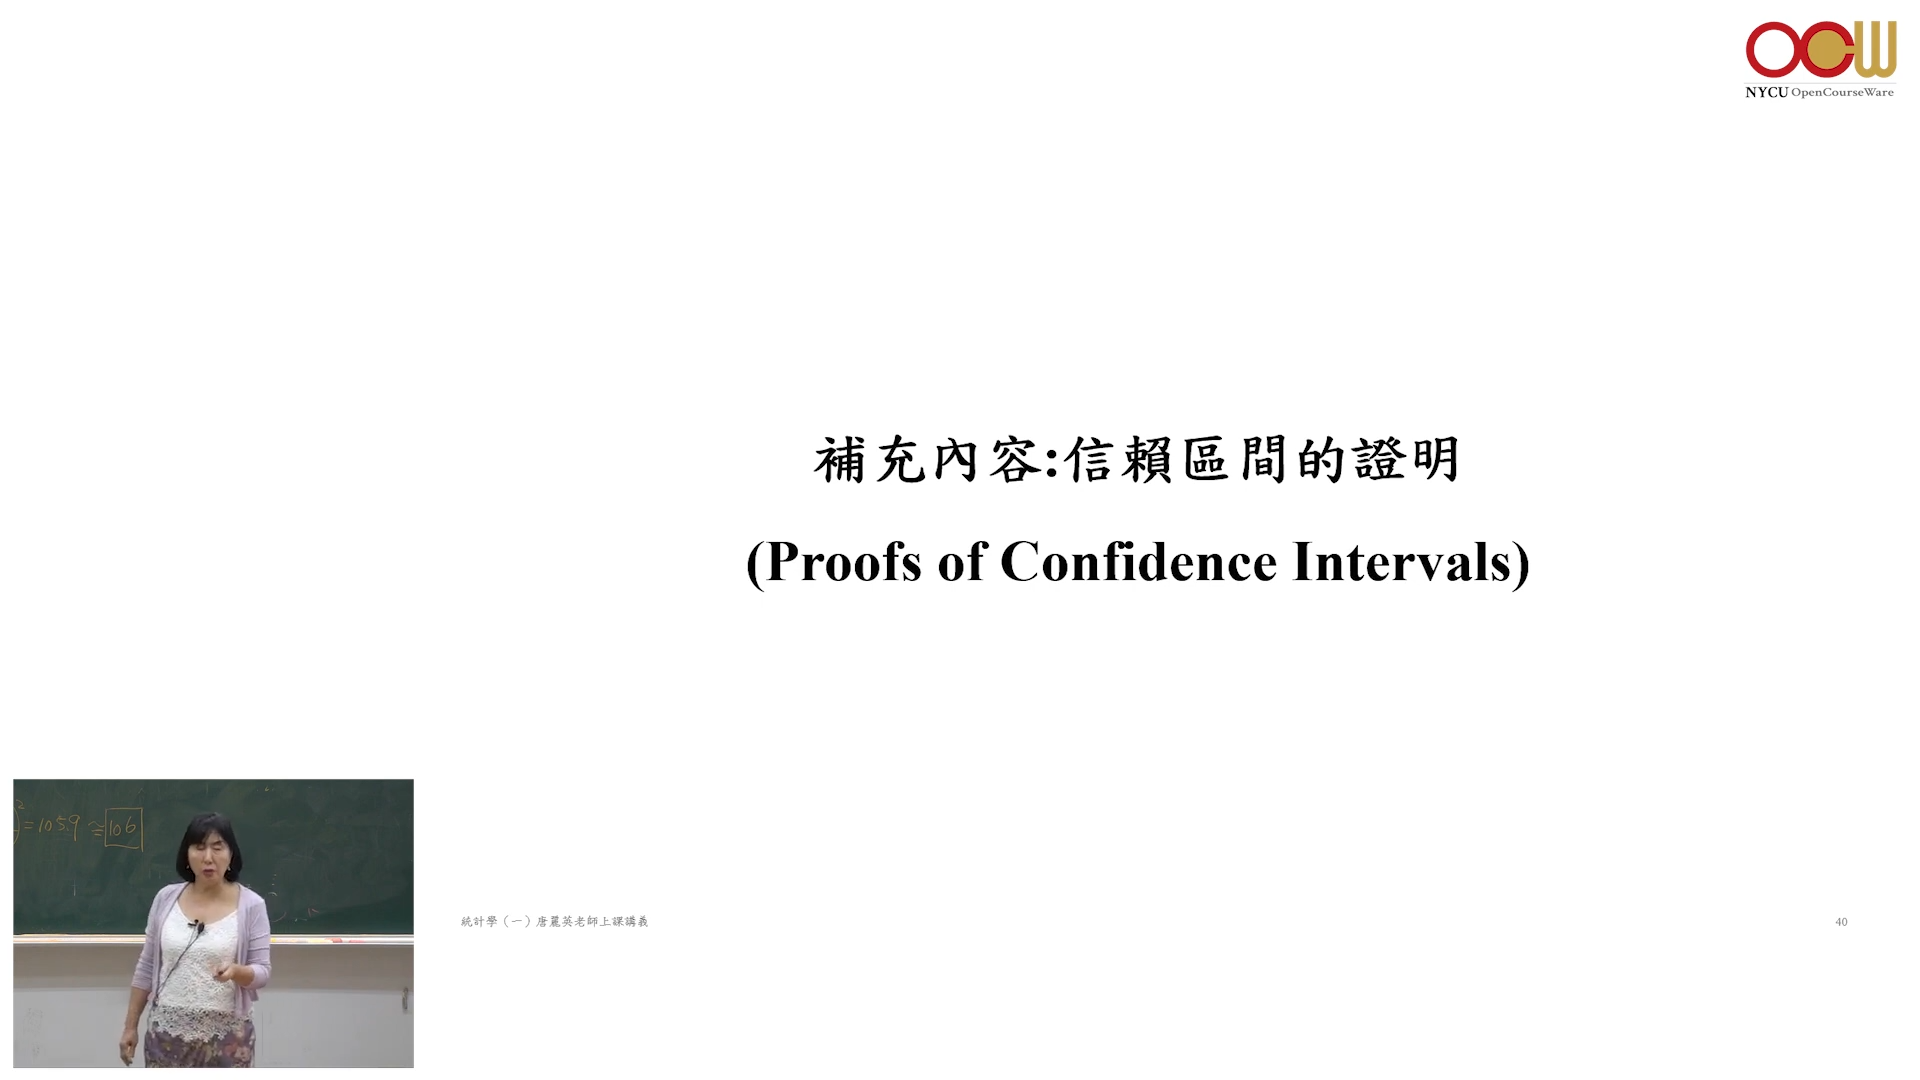 OCW
NYCU OpenCourseWare
補充內容:信賴區間的證明
(Proofs of Confidence Intervals)
=105.9 ≅ 106
統計學（一）唐麗英老師上課講義
40